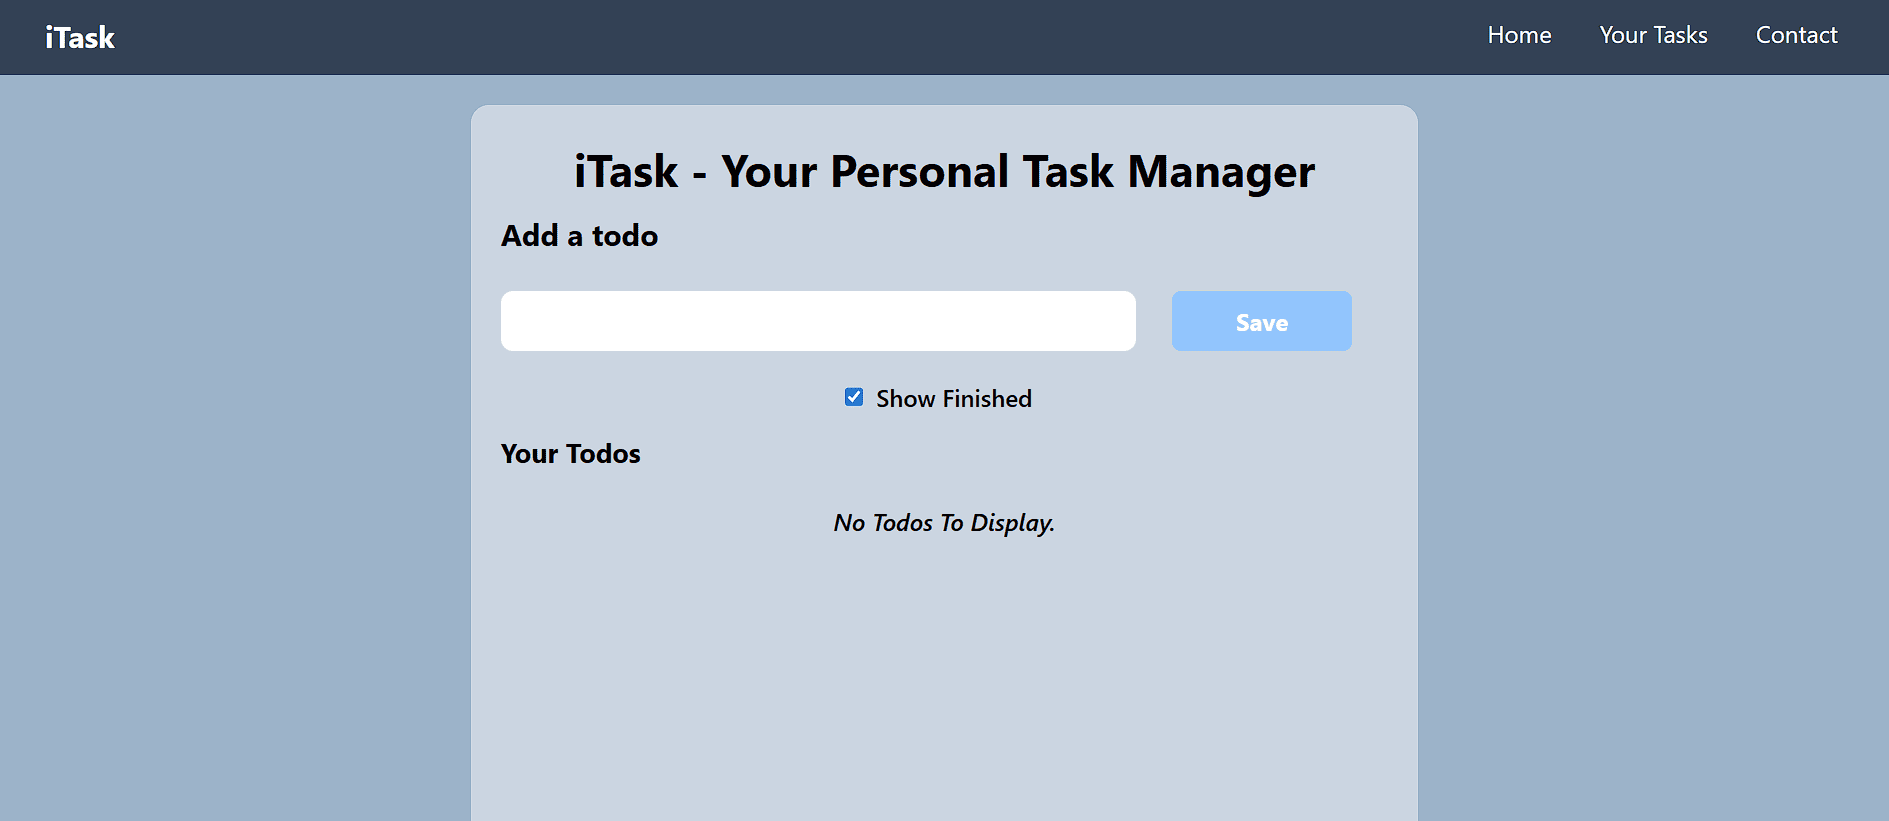 iTask
Home Your Tasks Contact
iTask - Your Personal Task Manager
Add a todo
Save
Show Finished
Your Todos
No Todos To Display.